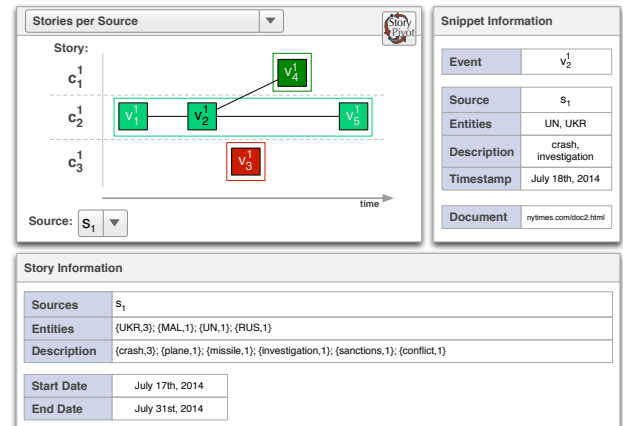 Stories per Source
Story Pivot
Story:
c₁¹
v₄¹
c₂¹
v₁¹ v₂¹ v₅¹
c₃¹
v₃¹
time
Source: S₁
Snippet Information
Event v₂¹
Source s₁
Entities UN, UKR
Description crash,
investigation
Timestamp July 18th, 2014
Document nytimes.com/doc2.html
Story Information
Sources s₁
Entities {UKR,3}; {MAL,1}; {UN,1}; {RUS,1}
Description {crash,3}; {plane,1}; {missile,1}; {investigation,1}; {sanctions,1}; {conflict,1}
Start Date July 17th, 2014
End Date July 31st, 2014